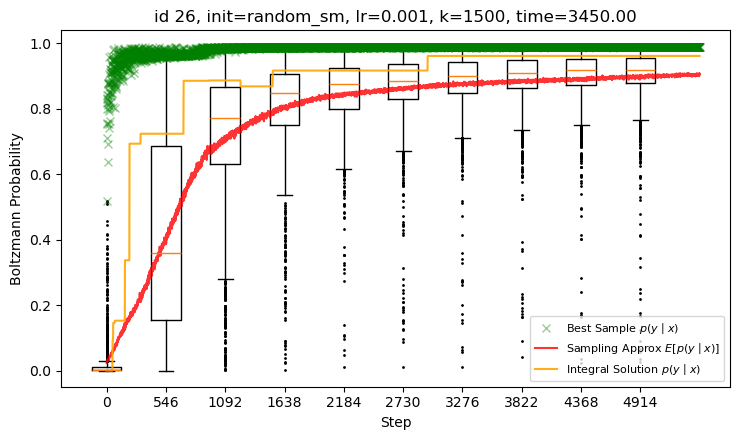 id 26, init=random_sm, lr=0.001, k=1500, time=3450.00
Boltzmann Probability
1.0
0.8
0.6
0.4
0.2
0.0
Best Sample p(y | x)
Sampling Approx E[p(y | x)]
Integral Solution p(y | x)
0 546 1092 1638 2184 2730 3276 3822 4368 4914
Step